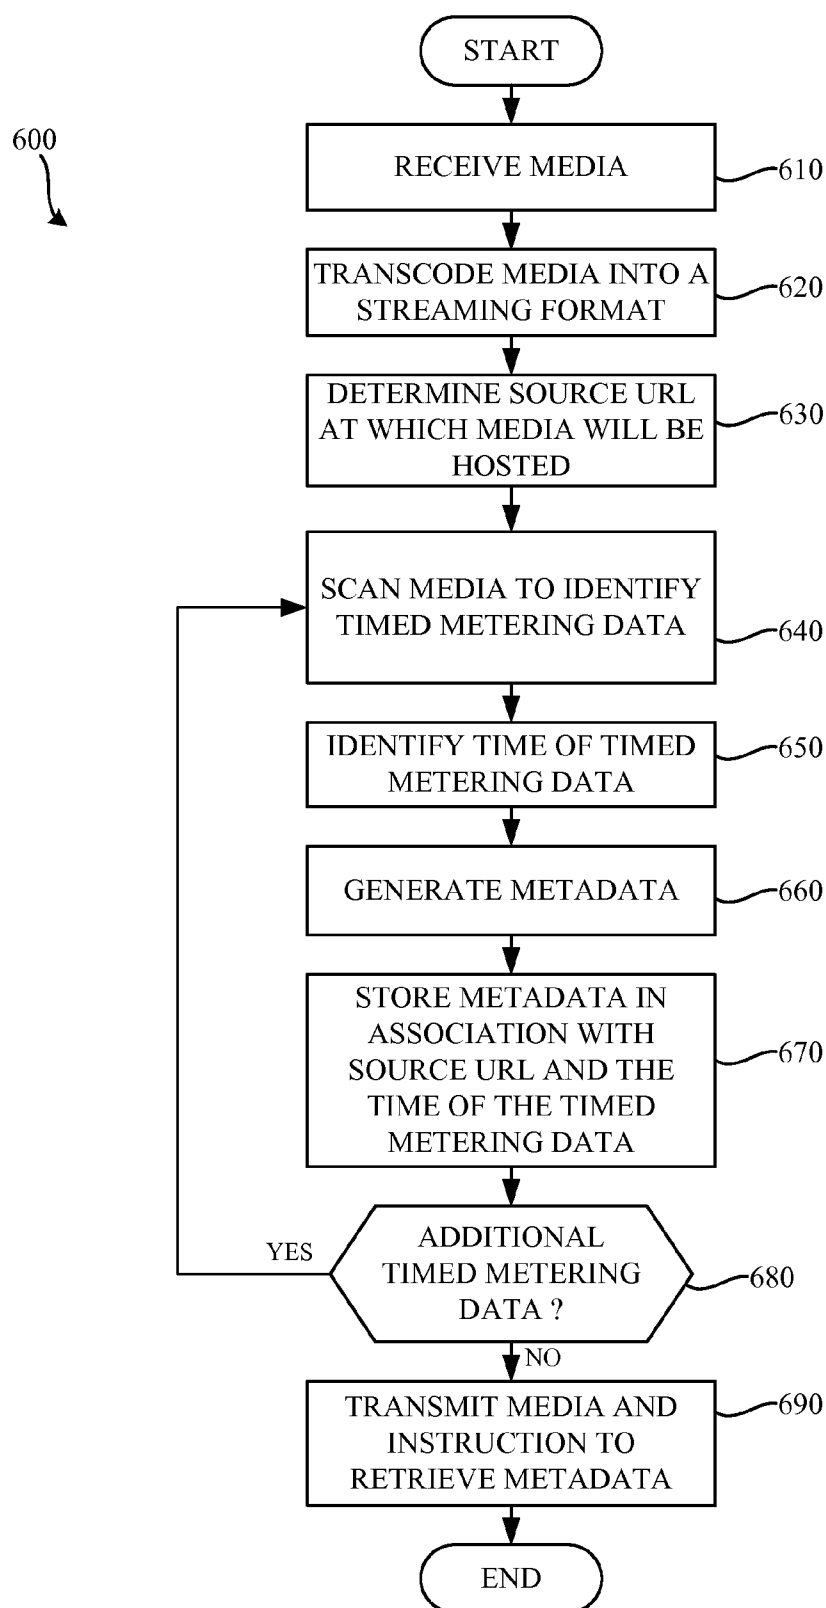 START
600
RECEIVE MEDIA
610
TRANSCODE MEDIA INTO A
STREAMING FORMAT
620
DETERMINE SOURCE URL
AT WHICH MEDIA WILL BE
HOSTED
630
SCAN MEDIA TO IDENTIFY
TIMED METERING DATA
640
IDENTIFY TIME OF TIMED
METERING DATA
650
GENERATE METADATA
660
STORE METADATA IN
ASSOCIATION WITH
SOURCE URL AND THE
TIME OF THE TIMED
METERING DATA
670
YES
ADDITIONAL
TIMED METERING
DATA ?
680
NO
TRANSMIT MEDIA AND
INSTRUCTION TO
RETRIEVE METADATA
690
END